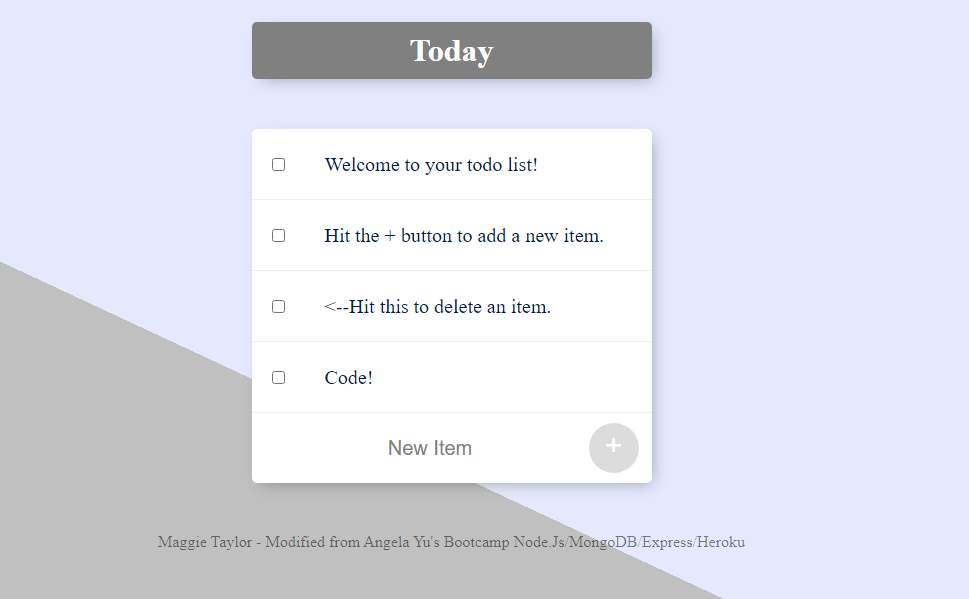 Today
Welcome to your todo list!
Hit the + button to add a new item.
<--Hit this to delete an item.
Code!
New Item
+
Maggie Taylor - Modified from Angela Yu's Bootcamp Node.Js/MongoDB/Express/Heroku